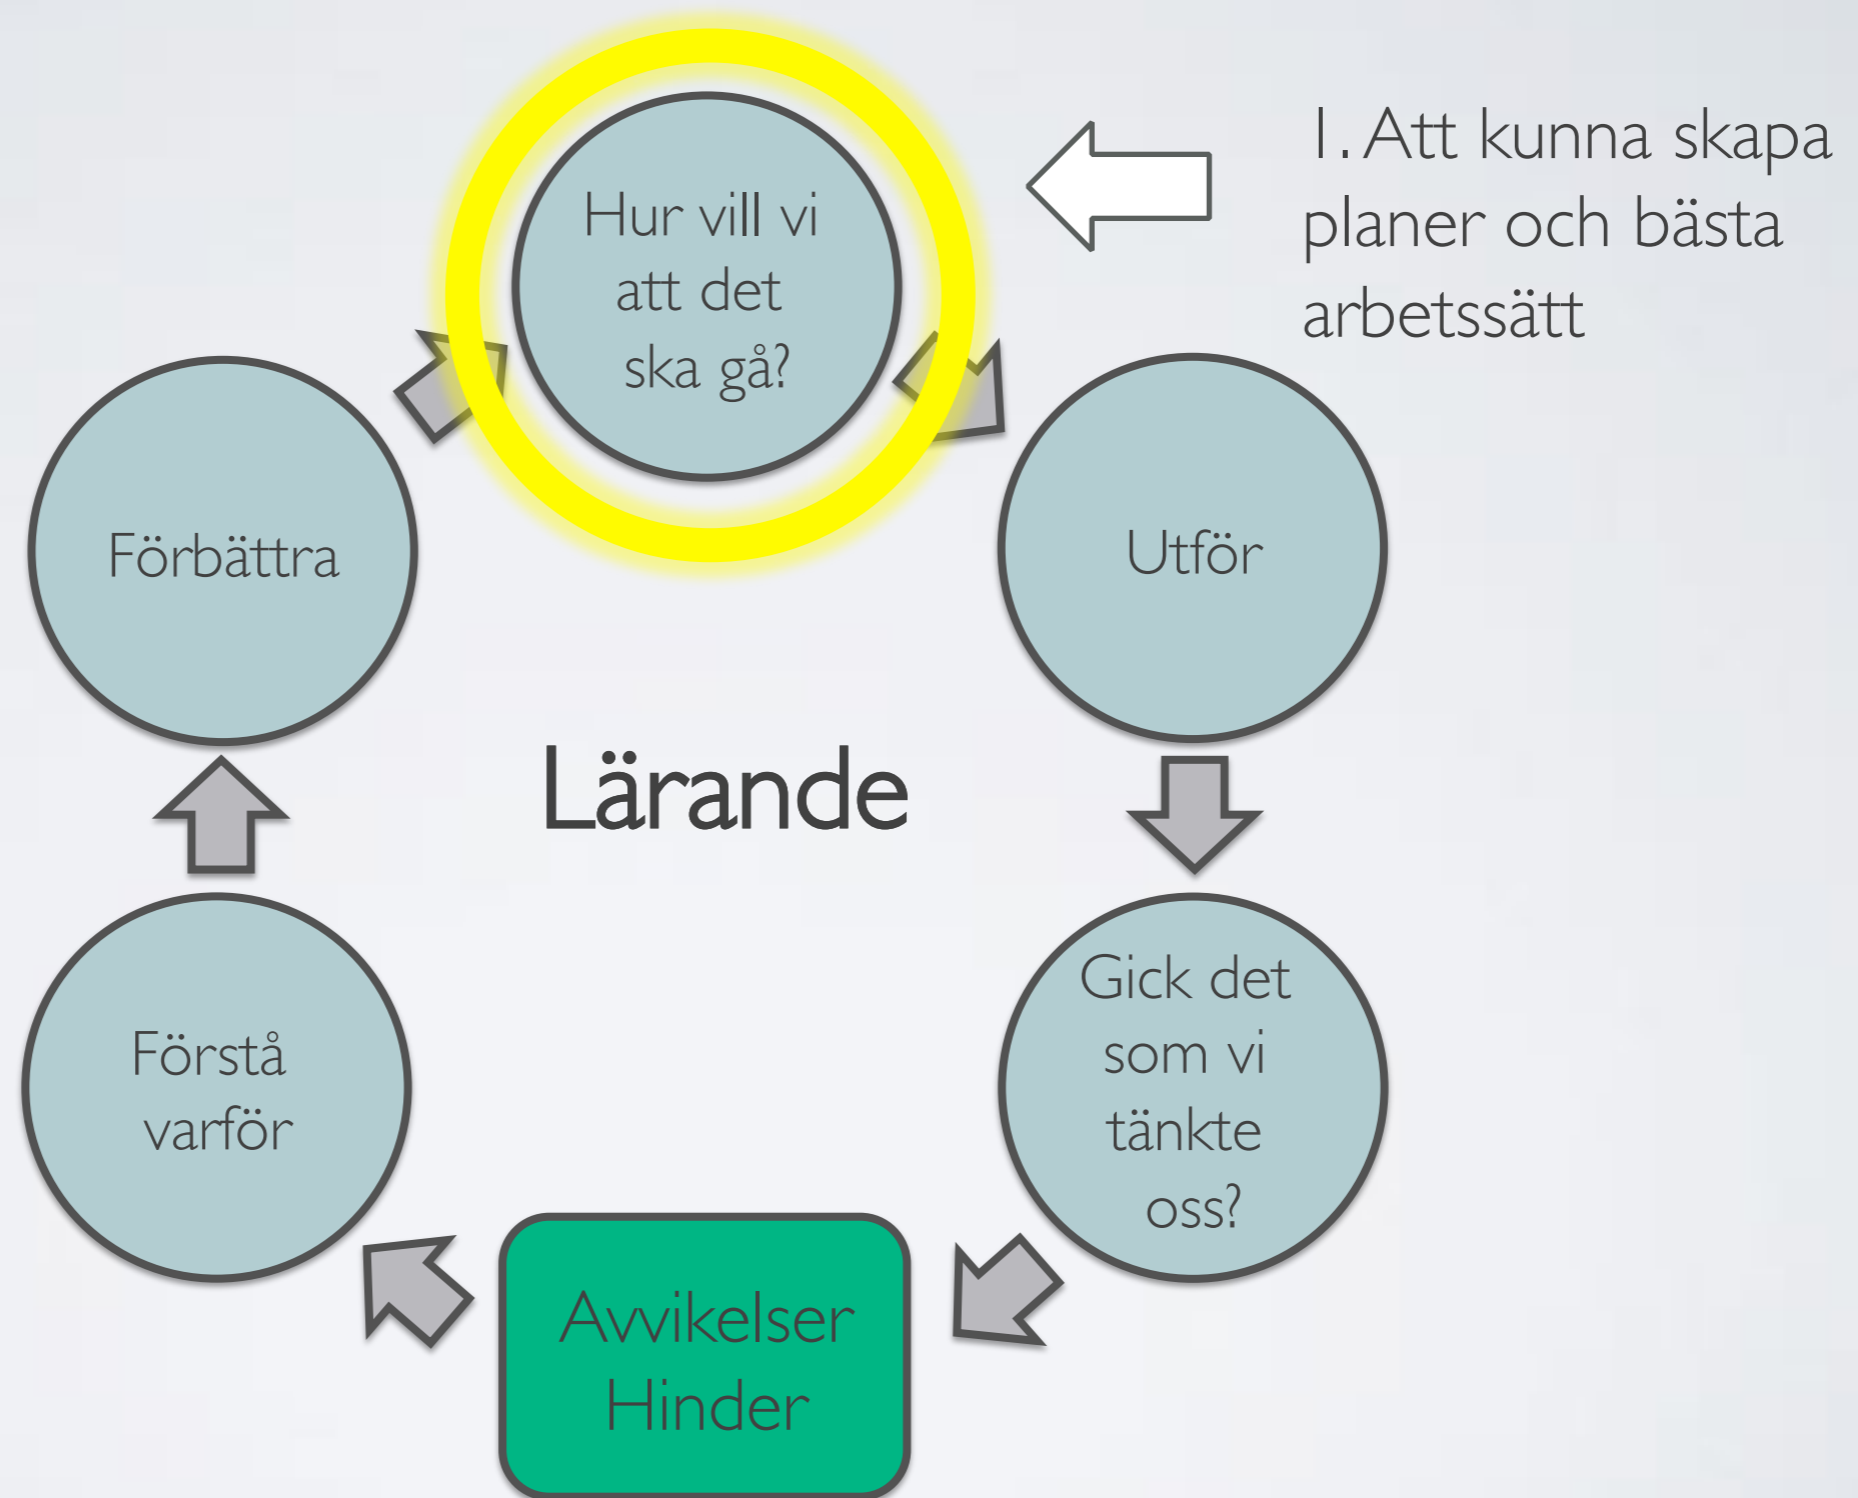 Hur vill vi
att det
ska gå?
1. Att kunna skapa
planer och bästa
arbetssätt
Utför
Gick det
som vi
tänkte
oss?
Avvikelser
Hinder
Förstå
varför
Förbättra
Lärande